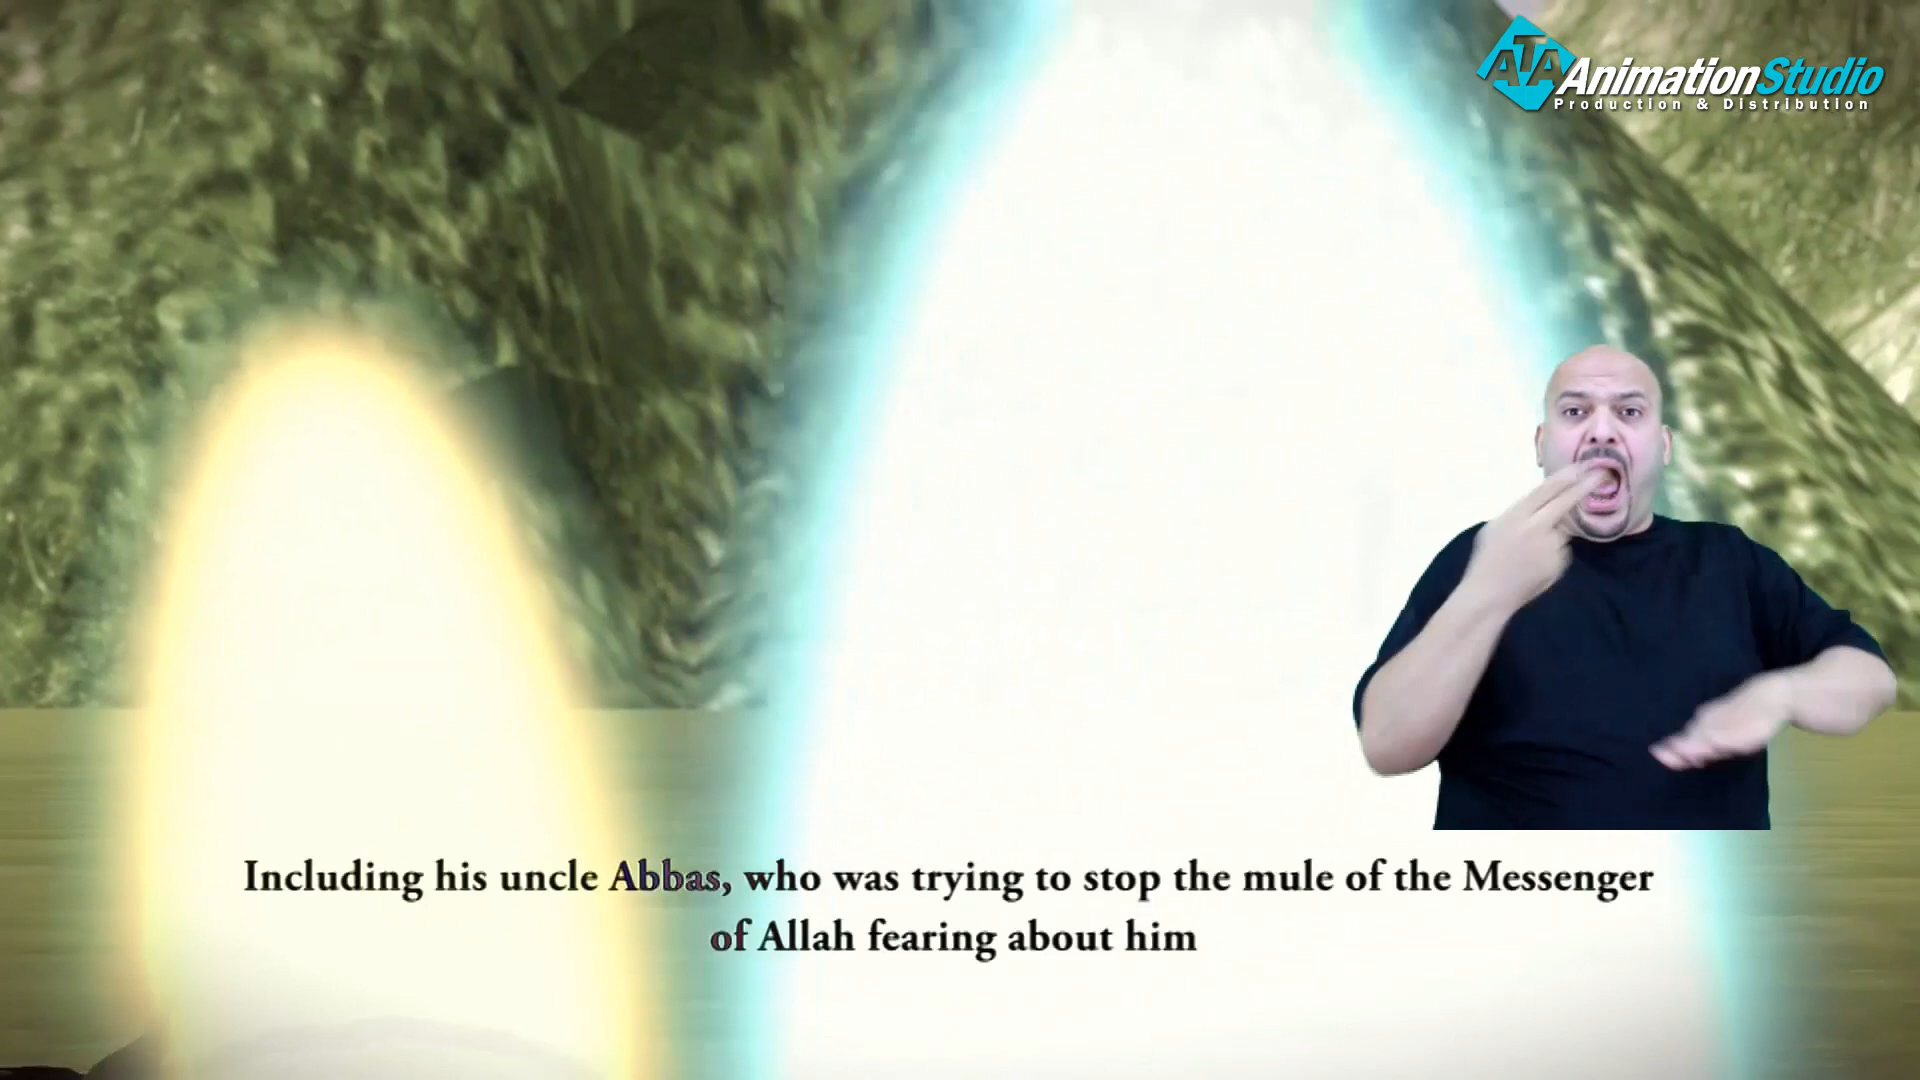 ATA AnimationStudio
Production & Distribution
Including his uncle Abbas, who was trying to stop the mule of the Messenger
of Allah fearing about him